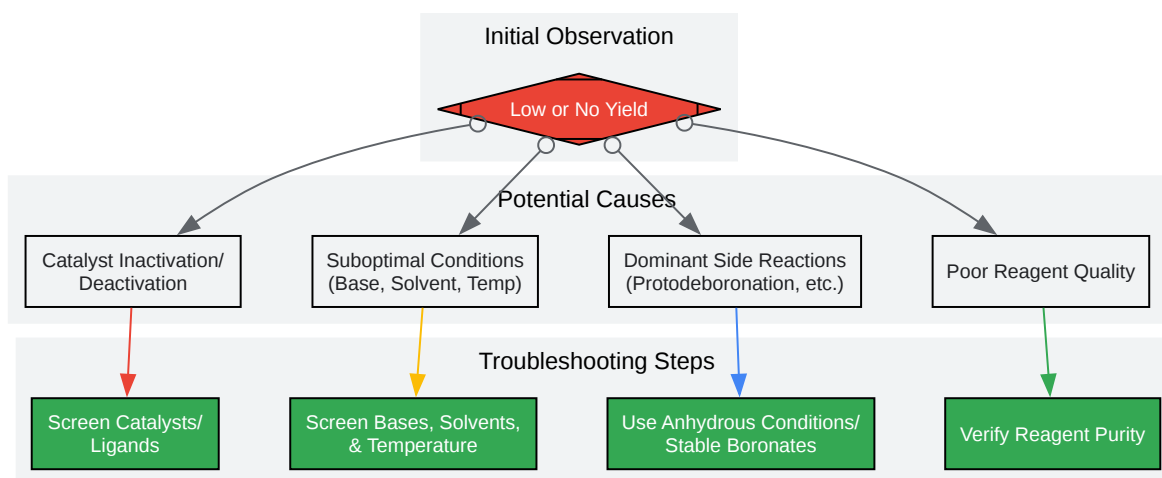 Initial Observation
Low or No Yield
Potential Causes
Catalyst Inactivation/
Deactivation
Suboptimal Conditions
(Base, Solvent, Temp)
Dominant Side Reactions
(Protodeboronation, etc.)
Poor Reagent Quality
Troubleshooting Steps
Screen Catalysts/
Ligands
Screen Bases, Solvents,
& Temperature
Use Anhydrous Conditions/
Stable Boronates
Verify Reagent Purity